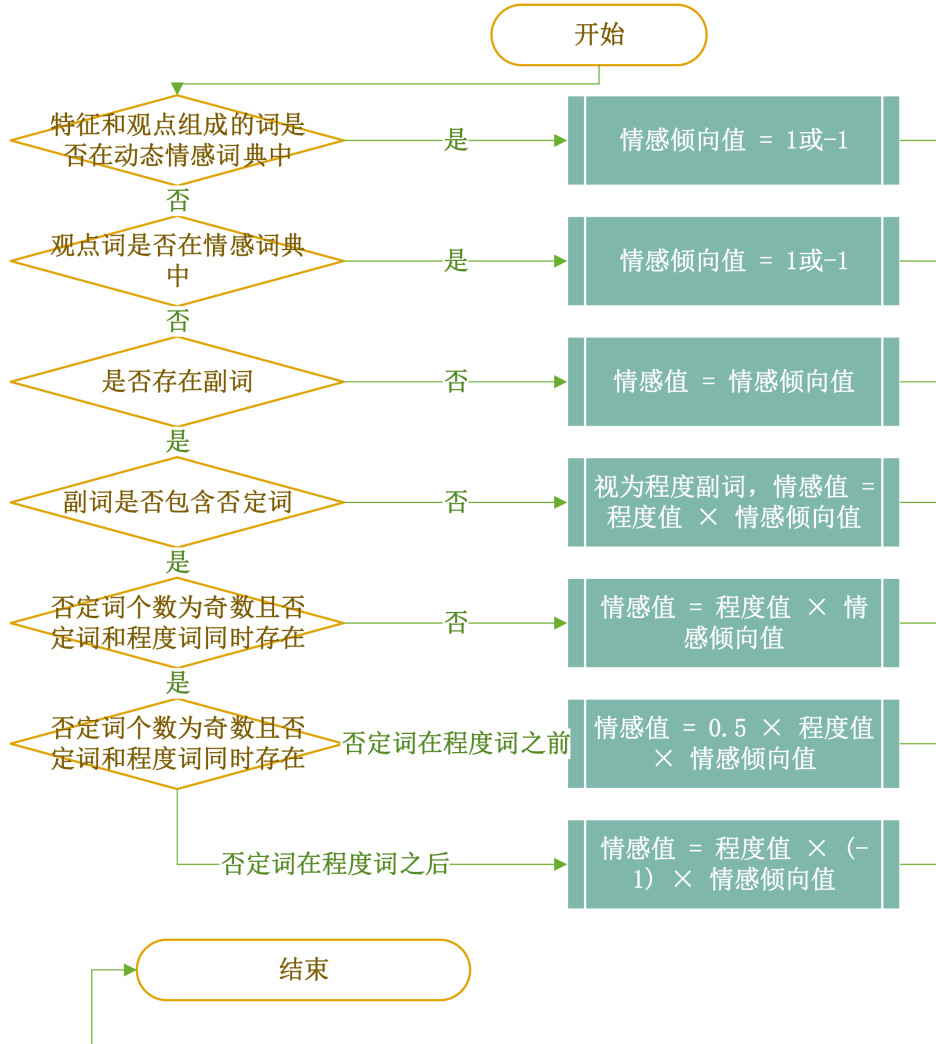 开始
特征和观点组成的词是
否在动态情感词典中
是
情感倾向值 = 1或-1
否
观点词是否在情感词典
中
是
情感倾向值 = 1或-1
否
是否存在副词
否
情感值 = 情感倾向值
是
副词是否包含否定词
否
视为程度副词，情感值 =
程度值 × 情感倾向值
是
否定词个数为奇数且否
定词和程度词同时存在
否
情感值 = 程度值 × 情
感倾向值
是
否定词个数为奇数且否
定词和程度词同时存在
否定词在程度词之前
情感值 = 0.5 × 程度值
× 情感倾向值
否定词在程度词之后
情感值 = 程度值 × (-
1) × 情感倾向值
结束